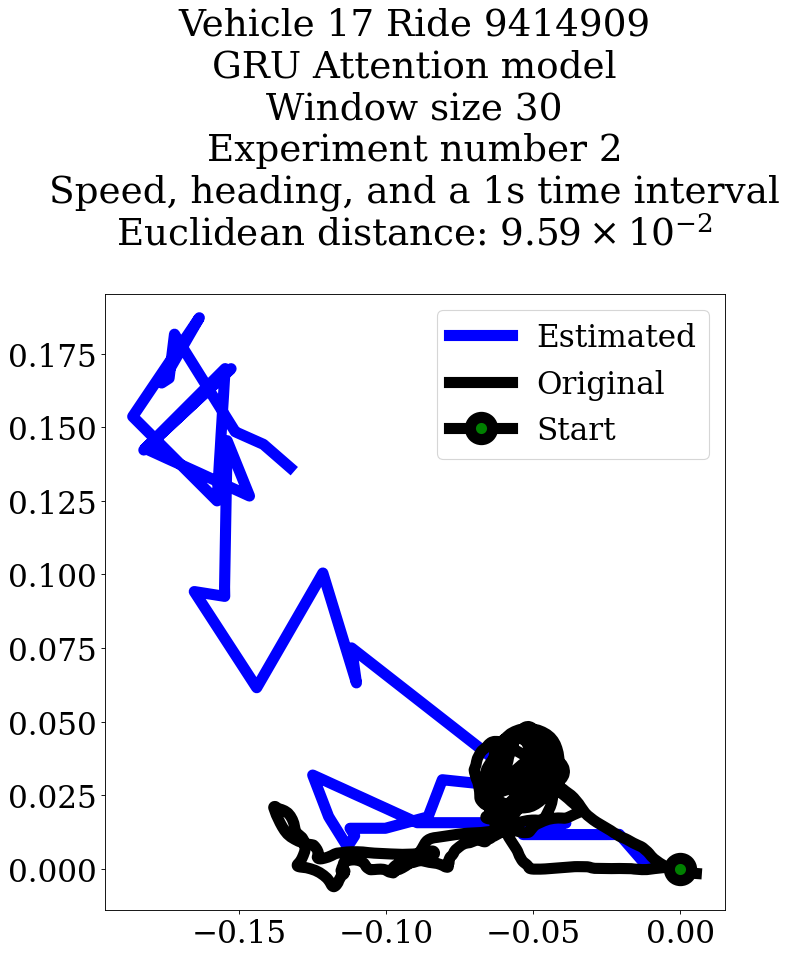 Vehicle 17 Ride 9414909
GRU Attention model
Window size 30
Experiment number 2
Speed, heading, and a 1s time interval
Euclidean distance: 9.59 × 10⁻²
Estimated
Original
Start
0.175
0.150
0.125
0.100
0.075
0.050
0.025
0.000
−0.15 −0.10 −0.05 0.00